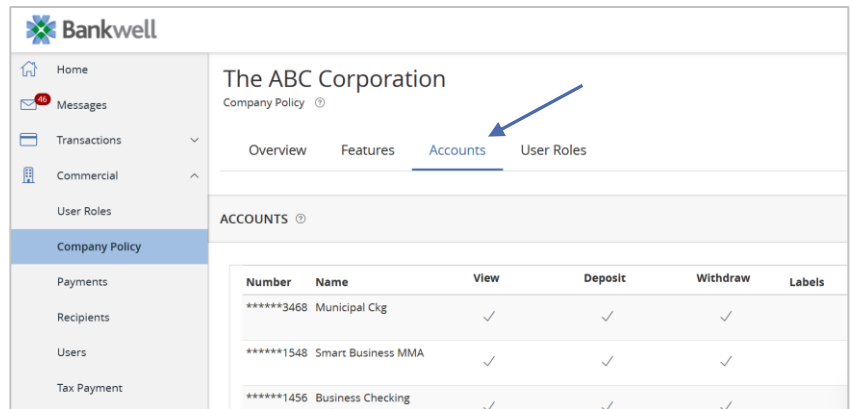 Bankwell
Home
46
Messages
Transactions
Commercial
User Roles
Company Policy
Payments
Recipients
Users
Tax Payment
The ABC Corporation
Company Policy ?
Overview Features Accounts User Roles
ACCOUNTS ?
Number Name View Deposit Withdraw Labels
******3468 Municipal Ckg
******1548 Smart Business MMA
******1456 Business Checking